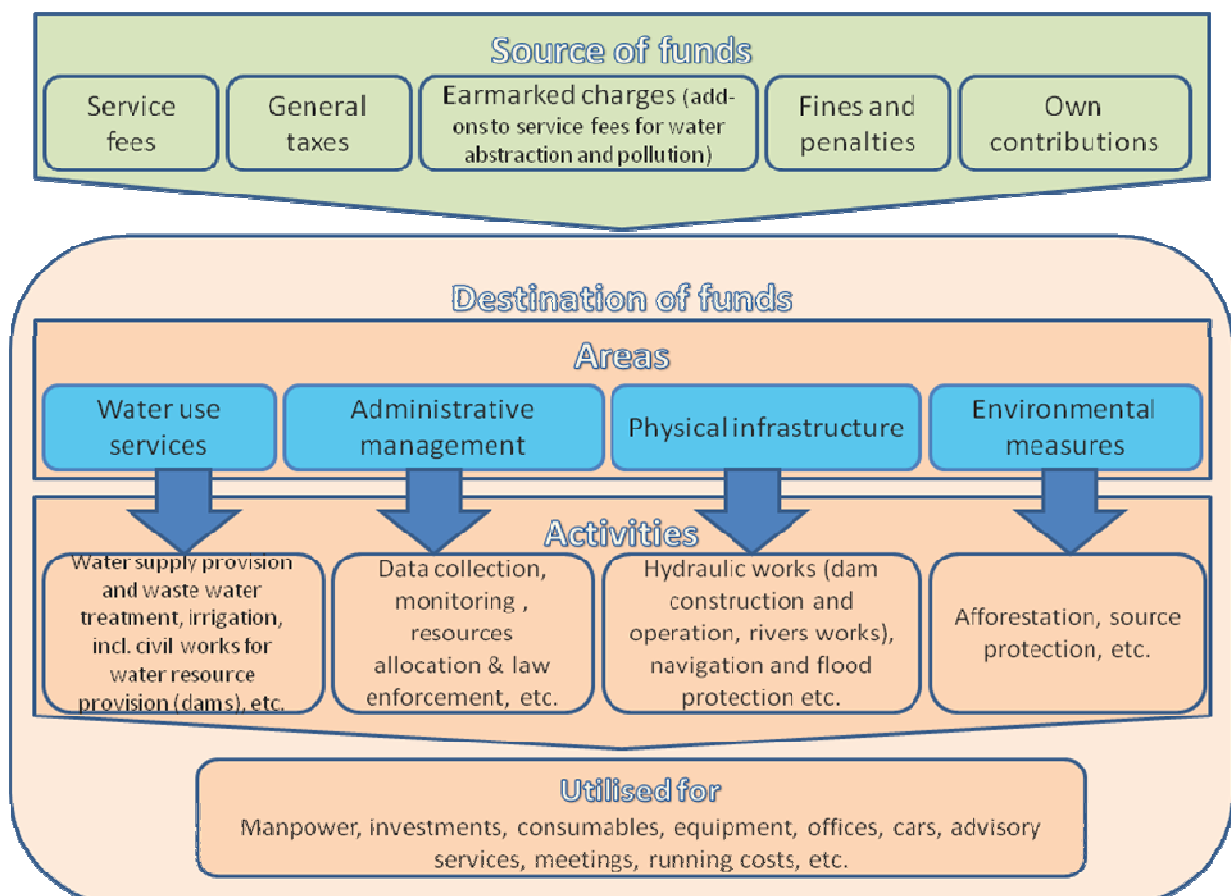 Source of funds
Service
fees
General
taxes
Earmarked charges (add-
ons to service fees for water
abstraction and pollution)
Fines and
penalties
Own
contributions
Destination of funds
Areas
Water use
services
Administrative
management
Physical infrastructure
Environmental
measures
Activities
Water supply provision
and waste water
treatment, irrigation,
incl. civil works for
water resource
provision (dams), etc.
Data collection,
monitoring ,
resources
allocation & law
enforcement, etc.
Hydraulic works (dam
construction and
operation, rivers works),
navigation and flood
protection etc.
Afforestation, source
protection, etc.
Utilised for
Manpower, investments, consumables, equipment, offices, cars, advisory
services, meetings, running costs, etc.